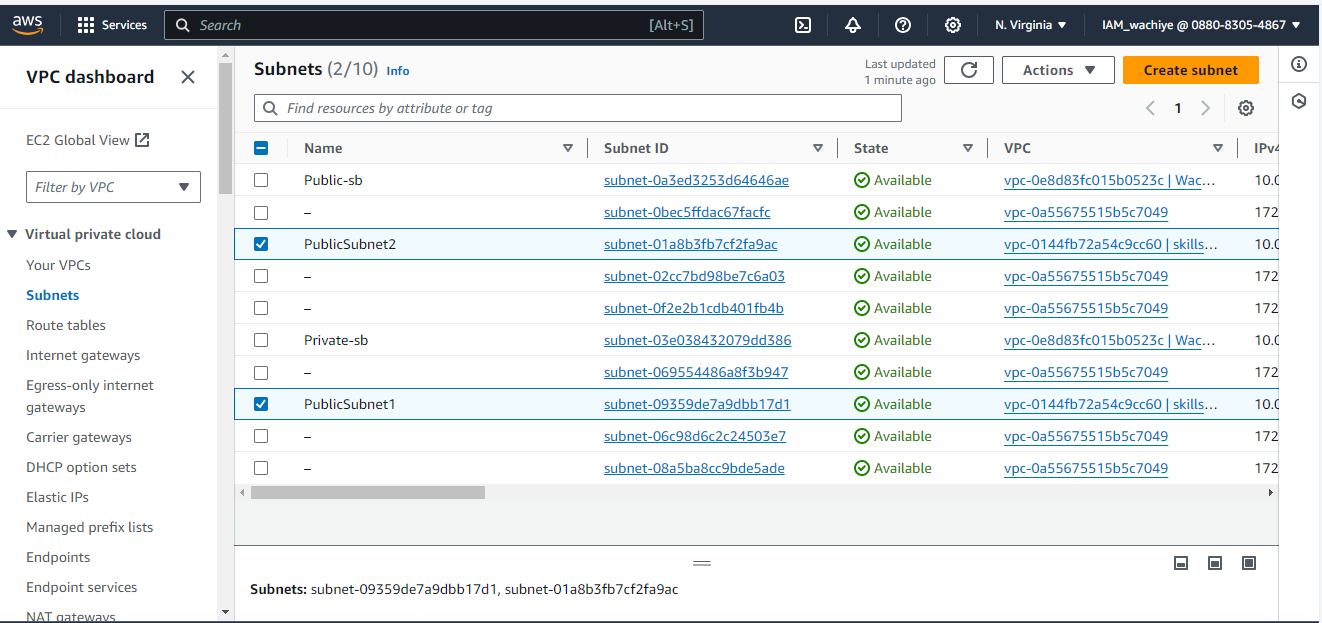 aws Services Search [Alt+S] N. Virginia IAM_wachiye @ 0880-8305-4867
VPC dashboard
EC2 Global View
Filter by VPC
Virtual private cloud
Your VPCs
Subnets
Route tables
Internet gateways
Egress-only internet
gateways
Carrier gateways
DHCP option sets
Elastic IPs
Managed prefix lists
Endpoints
Endpoint services
NAT gateways
Subnets (2/10) Info
Last updated
1 minute ago
Actions
Create subnet
Find resources by attribute or tag
1
Name Subnet ID State VPC IPv4
Public-sb subnet-0a3ed3253d64646ae Available vpc-0e8d83fc015b0523c | Wac… 10.0
– subnet-0bec5ffdac67facfc Available vpc-0a55675515b5c7049 172
PublicSubnet2 subnet-01a8b3fb7cf2fa9ac Available vpc-0144fb72a54c9cc60 | skills… 10.0
– subnet-02cc7bd98be7c6a03 Available vpc-0a55675515b5c7049 172
– subnet-0f2e2b1cdb401fb4b Available vpc-0a55675515b5c7049 172
Private-sb subnet-03e038432079dd386 Available vpc-0e8d83fc015b0523c | Wac… 10.0
– subnet-069554486a8f3b947 Available vpc-0a55675515b5c7049 172
PublicSubnet1 subnet-09359de7a9dbb17d1 Available vpc-0144fb72a54c9cc60 | skills… 10.0
– subnet-06c98d6c2c24503e7 Available vpc-0a55675515b5c7049 172
– subnet-08a5ba8cc9bde5ade Available vpc-0a55675515b5c7049 172
Subnets: subnet-09359de7a9dbb17d1, subnet-01a8b3fb7cf2fa9ac